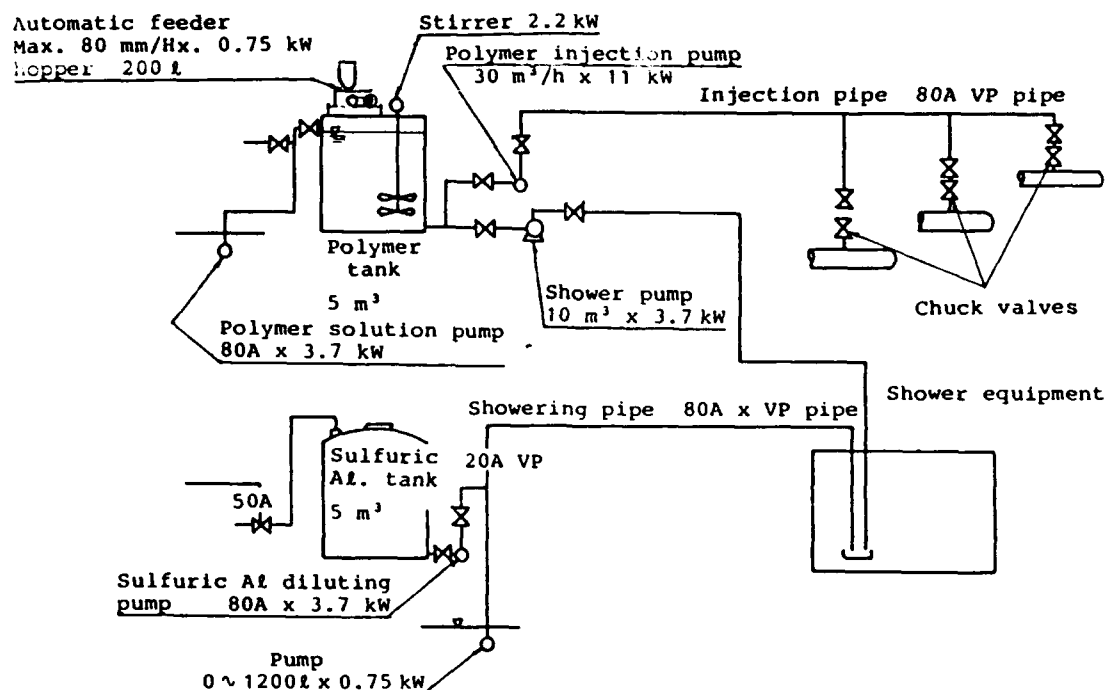 Automatic feeder
Max. 80 mm/Hx. 0.75 kW
hopper 200 ℓ
Stirrer 2.2 kW
Polymer injection pump
30 m³/h x 11 kW
Injection pipe 80A VP pipe
Polymer
tank
5 m³
Polymer solution pump
80A x 3.7 kW
Shower pump
10 m³ x 3.7 kW
Chuck valves
Shower equipment
Showering pipe 80A x VP pipe
Sulfuric
Aℓ. tank
5 m³
20A VP
50A
Sulfuric Aℓ diluting
pump 80A x 3.7 kW
Pump
0 ~ 1200ℓ x 0.75 kW